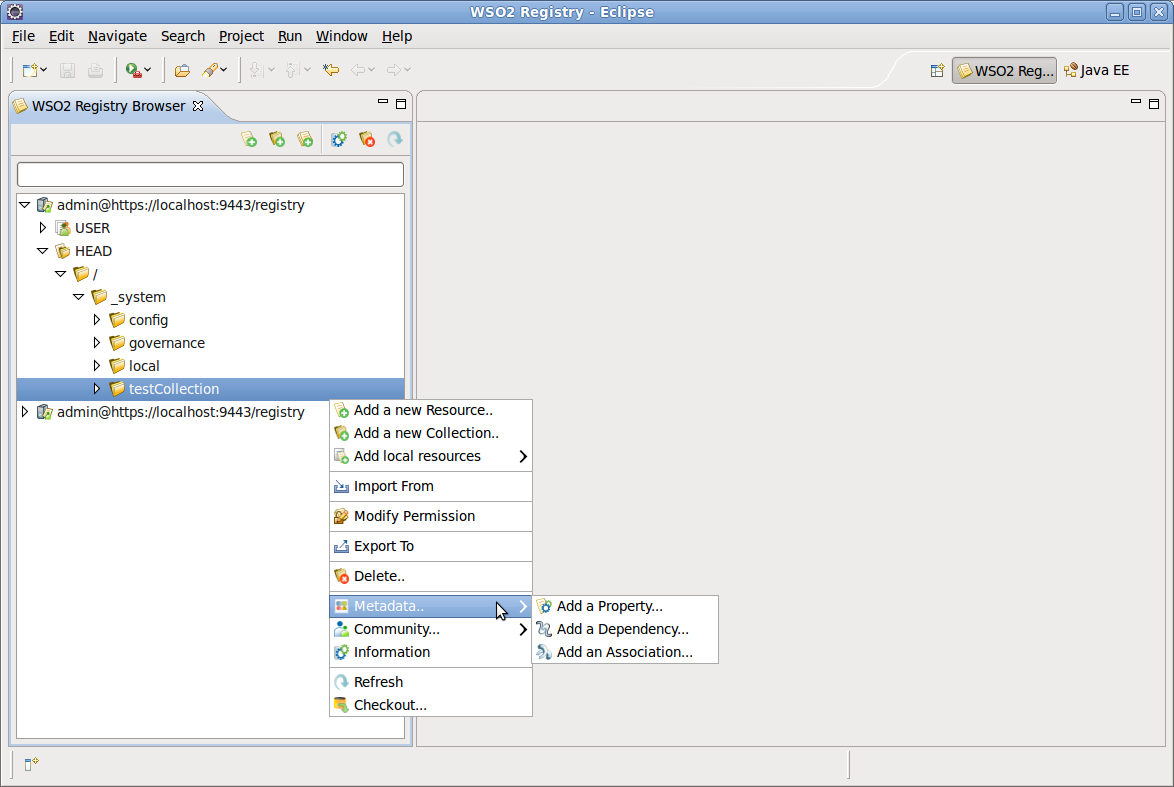 WSO2 Registry - Eclipse
File Edit Navigate Search Project Run Window Help
WSO2 Reg... Java EE
WSO2 Registry Browser
admin@https://localhost:9443/registry
USER
HEAD
/
_system
config
governance
local
testCollection
admin@https://localhost:9443/registry
Add a new Resource..
Add a new Collection..
Add local resources
Import From
Modify Permission
Export To
Delete..
Metadata..
Community...
Information
Refresh
Checkout...
Add a Property...
Add a Dependency...
Add an Association...